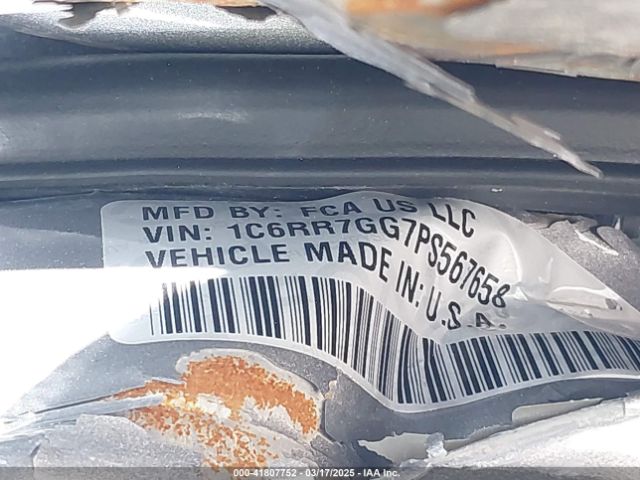 MFD BY: FCA US LLC
VIN: 1C6RR7GG7PS567658
VEHICLE MADE IN: U.S.A.
000-41807752 - 03/17/2025 - IAA Inc.